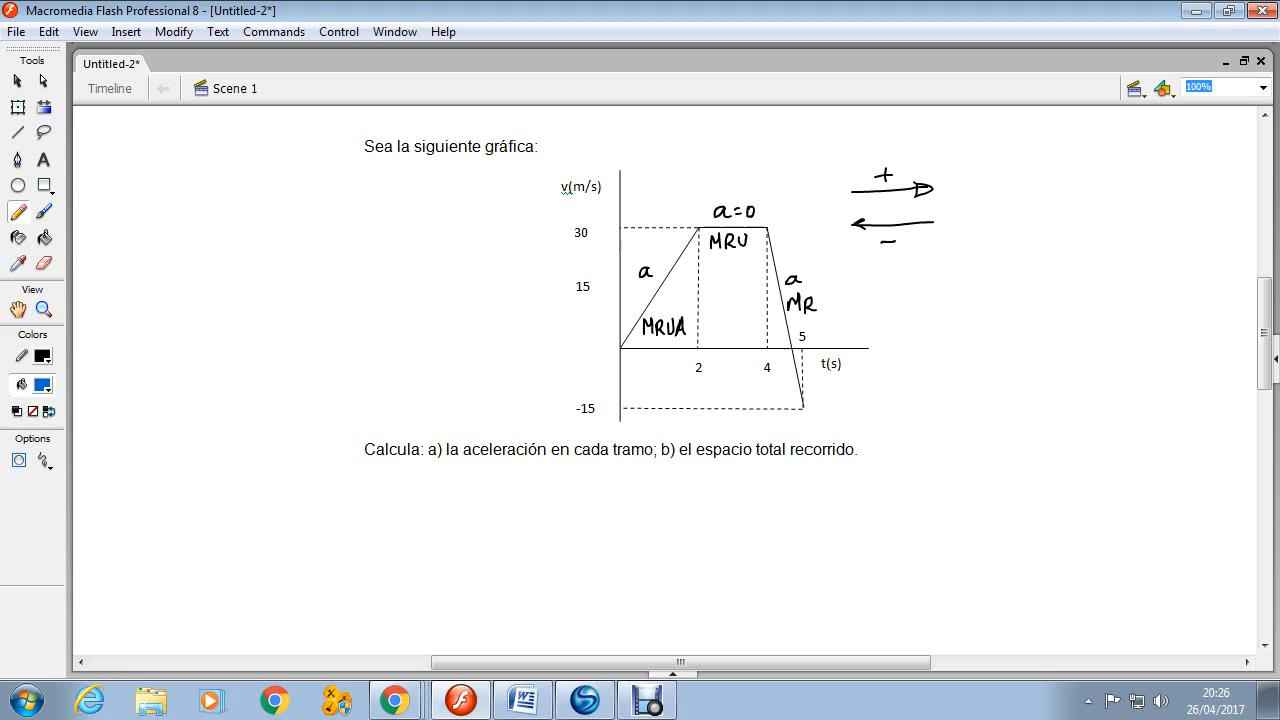 Macromedia Flash Professional 8 - [Untitled-2*]
File Edit View Insert Modify Text Commands Control Window Help
Tools
Untitled-2*
Timeline
Scene 1
100%
Sea la siguiente gráfica:
v(m/s)
+
a=0
30
MRU
-
a
a
15
MR
MRUA
5
2
4
t(s)
-15
Calcula: a) la aceleración en cada tramo; b) el espacio total recorrido.
View
Colors
Options
20:26
26/04/2017